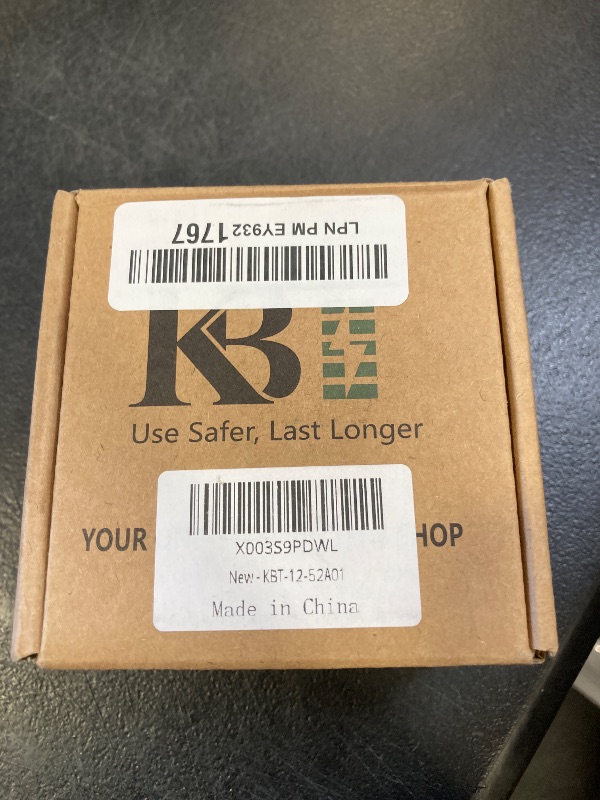 LPN PM EY932 1767
KB
Use Safer, Last Longer
YOUR HOP
X003S9PDWL
New - KBT-12-52A01
Made in China